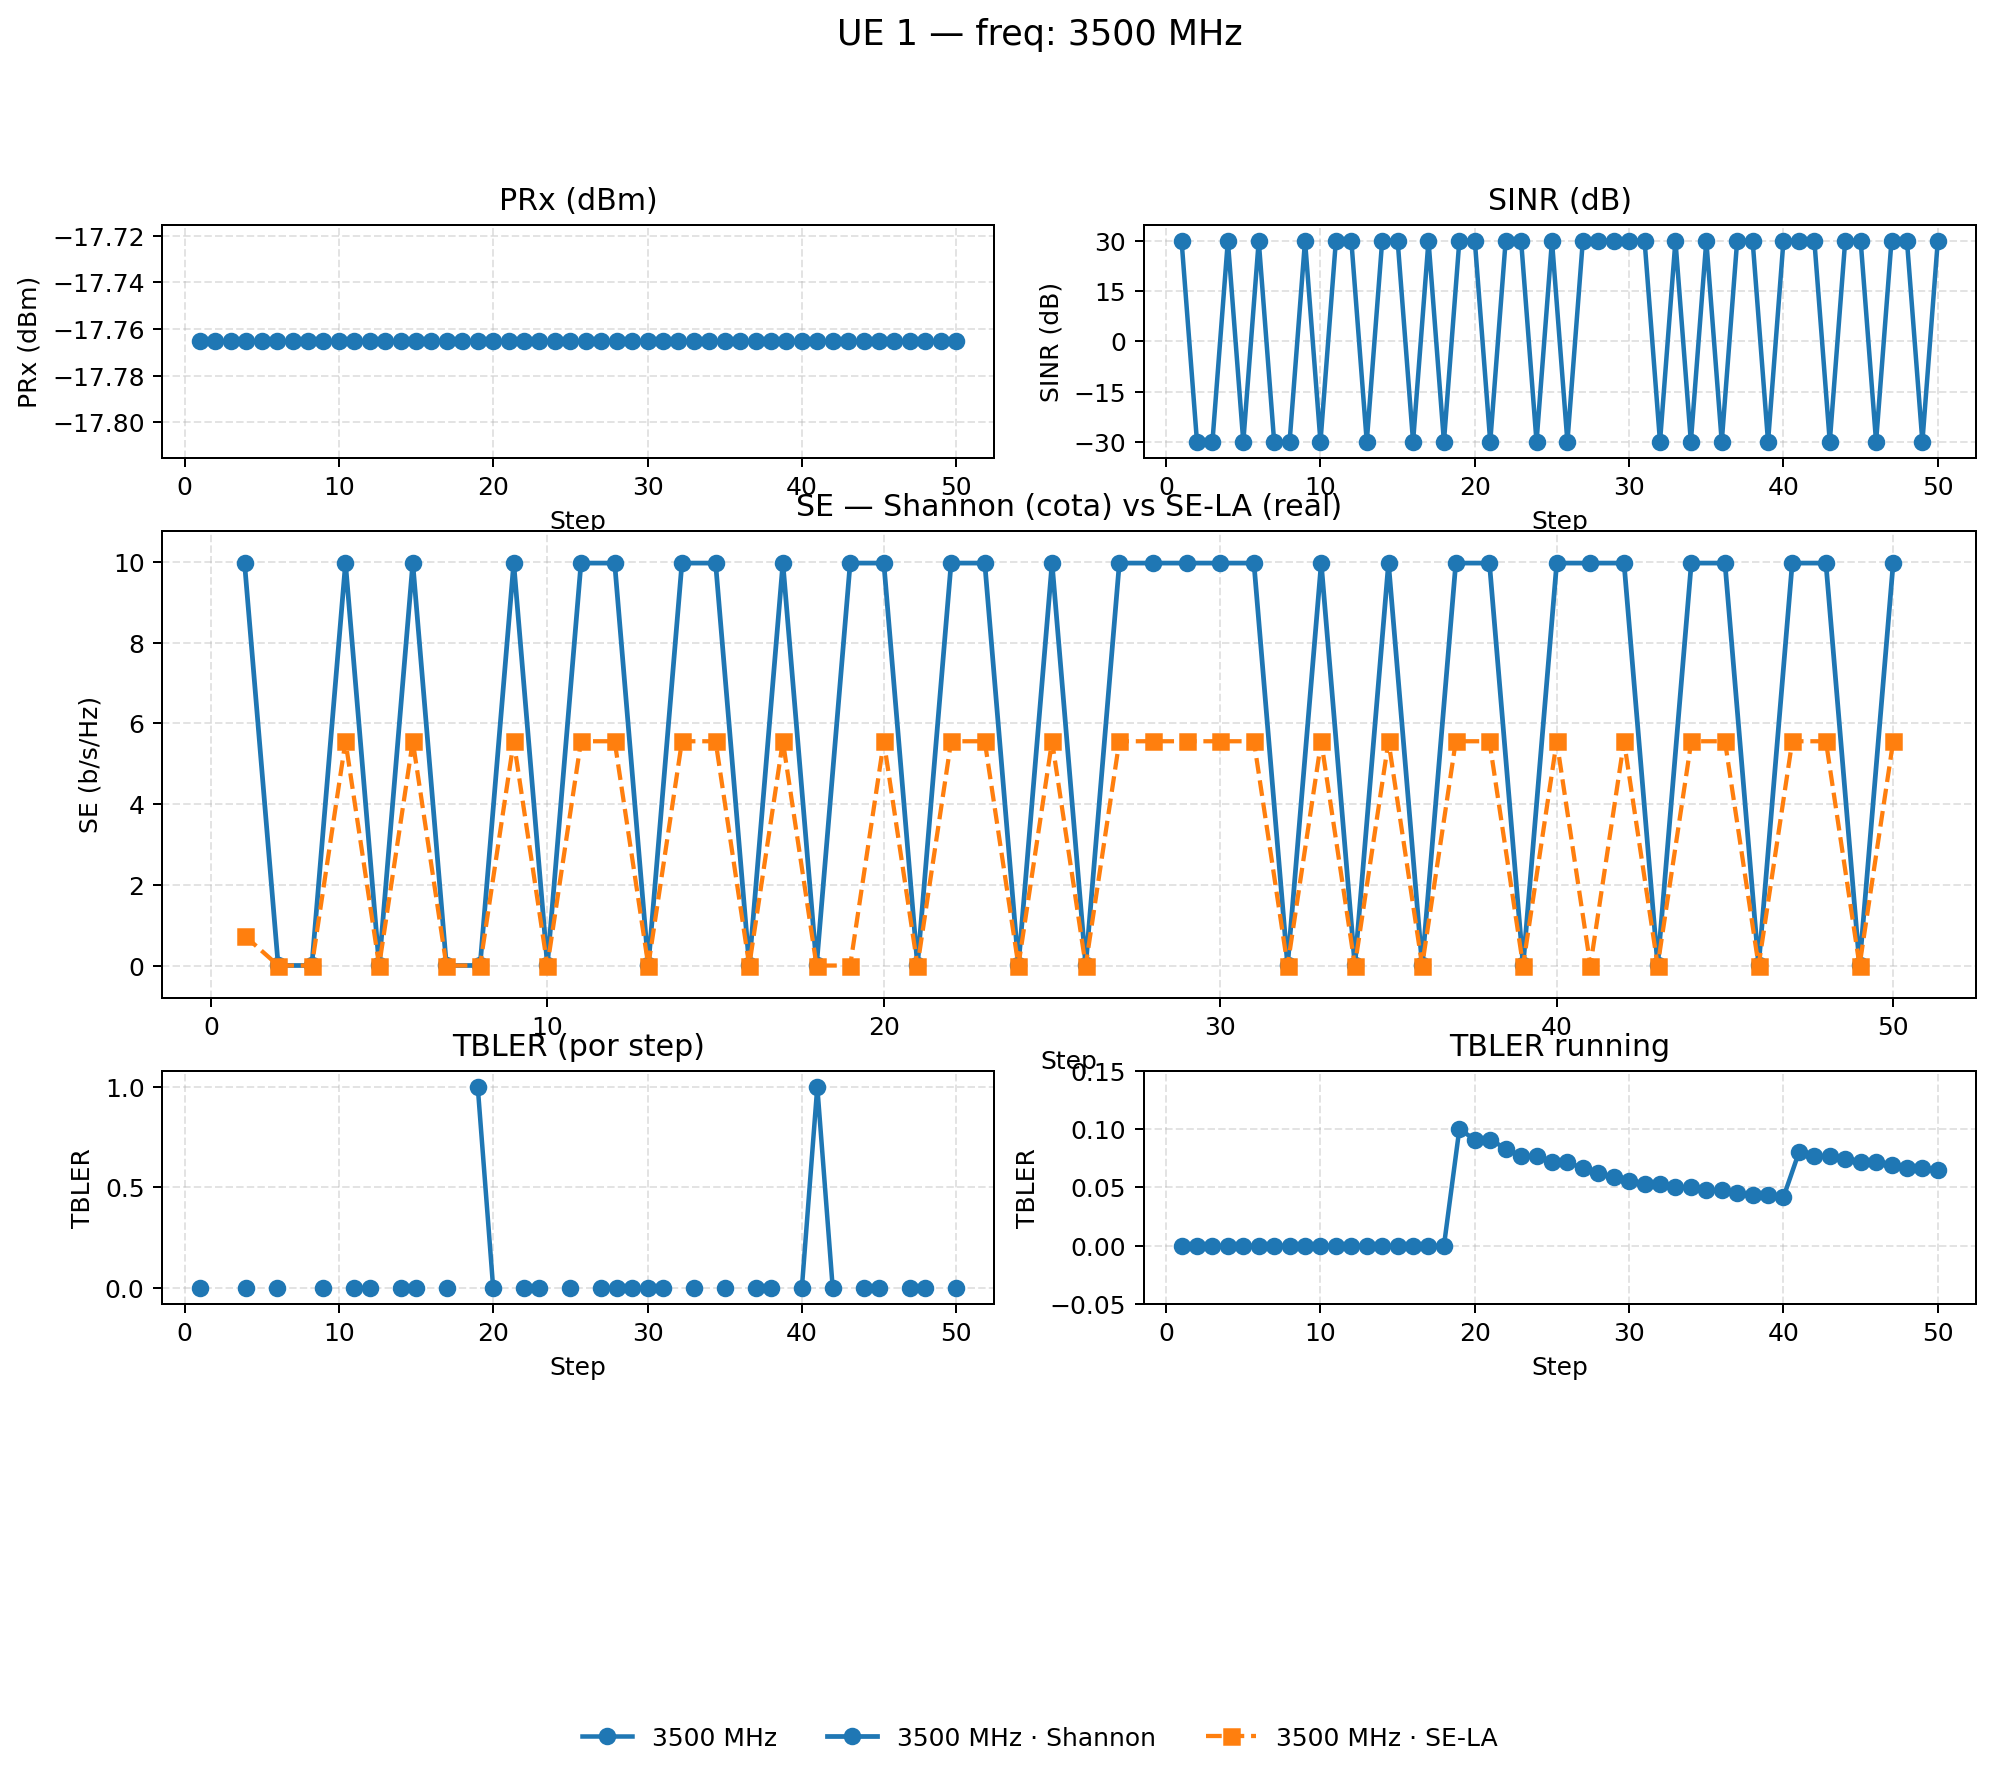 UE 1 — freq: 3500 MHz
PRx (dBm)
PRx (dBm)
−17.72
−17.74
−17.76
−17.78
−17.80
0 10 20 30 40 50
Step
SINR (dB)
SINR (dB)
30
15
0
−15
−30
0 10 20 30 40 50
Step
SE — Shannon (cota) vs SE-LA (real)
SE (b/s/Hz)
10
8
6
4
2
0
0 10 20 30 40 50
Step
TBLER (por step)
TBLER
1.0
0.5
0.0
0 10 20 30 40 50
Step
TBLER running
TBLER
0.15
0.10
0.05
0.00
−0.05
0 10 20 30 40 50
Step
3500 MHz 3500 MHz · Shannon 3500 MHz · SE-LA